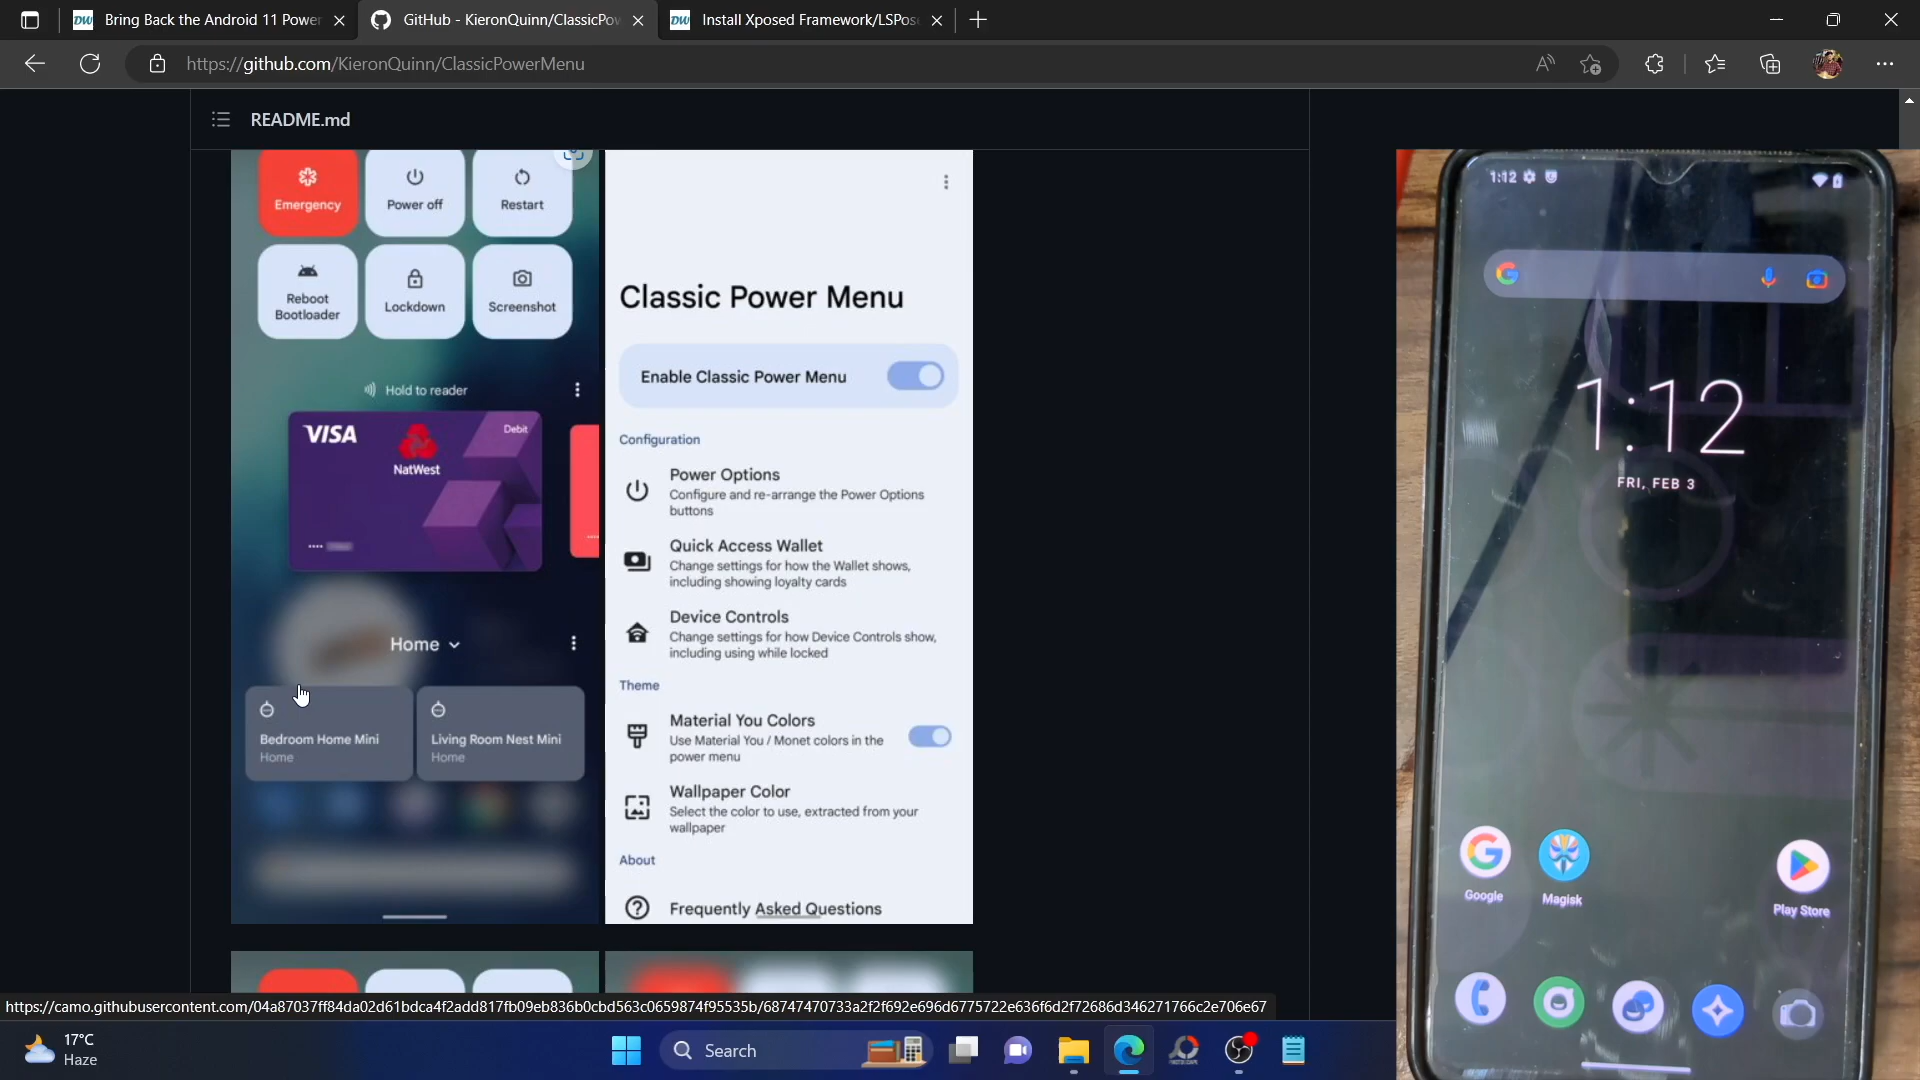 Bring Back the Android 11 Power
GitHub - KieronQuinn/ClassicPo
DW Install Xposed Framework/LSPos
https://github.com/KieronQuinn/ClassicPowerMenu
README.md
Emergency
Power off
Restart
Reboot
Bootloader
Lockdown
Screenshot
Hold to reader
VISA
Debit
NatWest
Home
Bedroom Home Mini
Home
Living Room Nest Mini
Home
Classic Power Menu
Enable Classic Power Menu
Configuration
Power Options
Configure and re-arrange the Power Options
buttons
Quick Access Wallet
Change settings for how the Wallet shows,
including showing loyalty cards
Device Controls
Change settings for how Device Controls show,
including using while locked
Theme
Material You Colors
Use Material You / Monet colors in the
power menu
Wallpaper Color
Select the color to use, extracted from your
wallpaper
About
Frequently Asked Questions
1:12
1:12
FRI, FEB 3
Google
Magisk
Play Store
https://camo.githubusercontent.com/04a87037ff84da02d61bdca4f2add817fb09eb836b0cbd563c0659874f95535b/68747470733a2f2f692e696d6775722e636f6d2f72686d346271766c2e706e67
17°C
Haze
Search